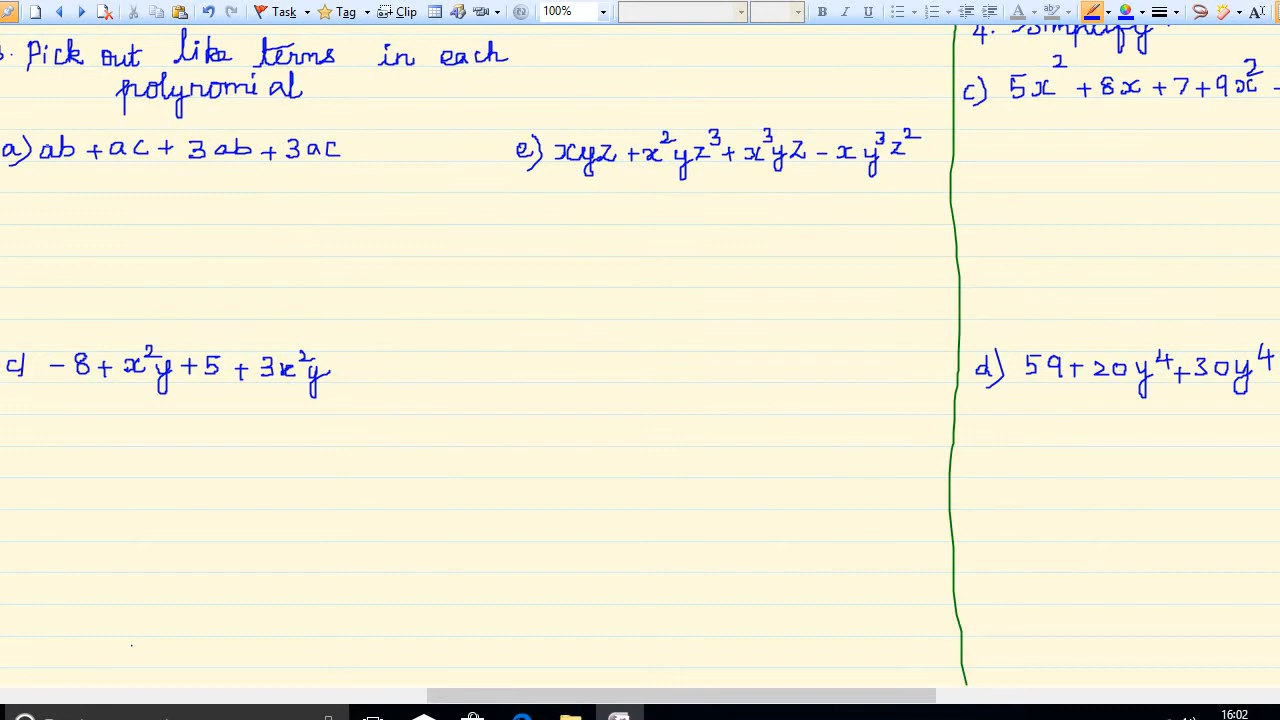 Task Tag Clip 100%
Pick out like terms in each
polynomial
a) ab + ac + 3ab + 3ac
e) xyz + x²yz³ + x³yz - xy³z²
c) -8 + x²y + 5 + 3x²y
4. Simplify
c) 5x² + 8x + 7 + 9x²
d) 59 + 20y⁴ + 30y⁴
16:02